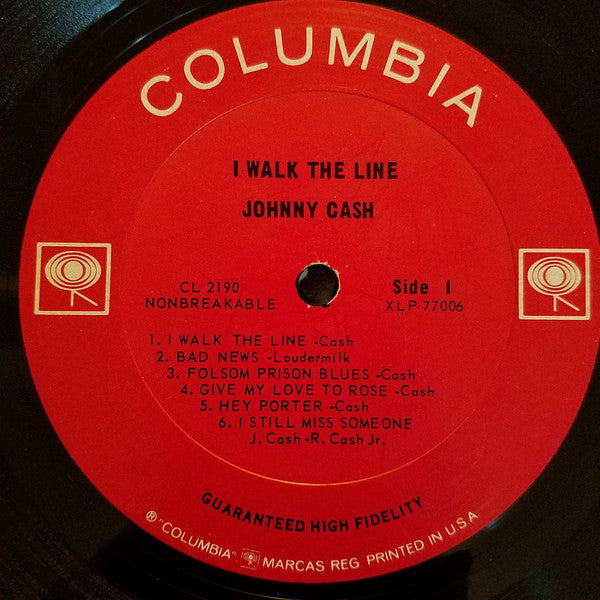 COLUMBIA
I WALK THE LINE
JOHNNY CASH
CL 2190
NONBREAKABLE
Side 1
XLP 77006
1. I WALK THE LINE -Cash
2. BAD NEWS -Loudermilk
3. FOLSOM PRISON BLUES -Cash
4. GIVE MY LOVE TO ROSE -Cash
5. HEY PORTER -Cash
6. I STILL MISS SOMEONE
J. Cash-R. Cash Jr.
GUARANTEED HIGH FIDELITY
® "COLUMBIA" MARCAS REG. PRINTED IN U.S.A